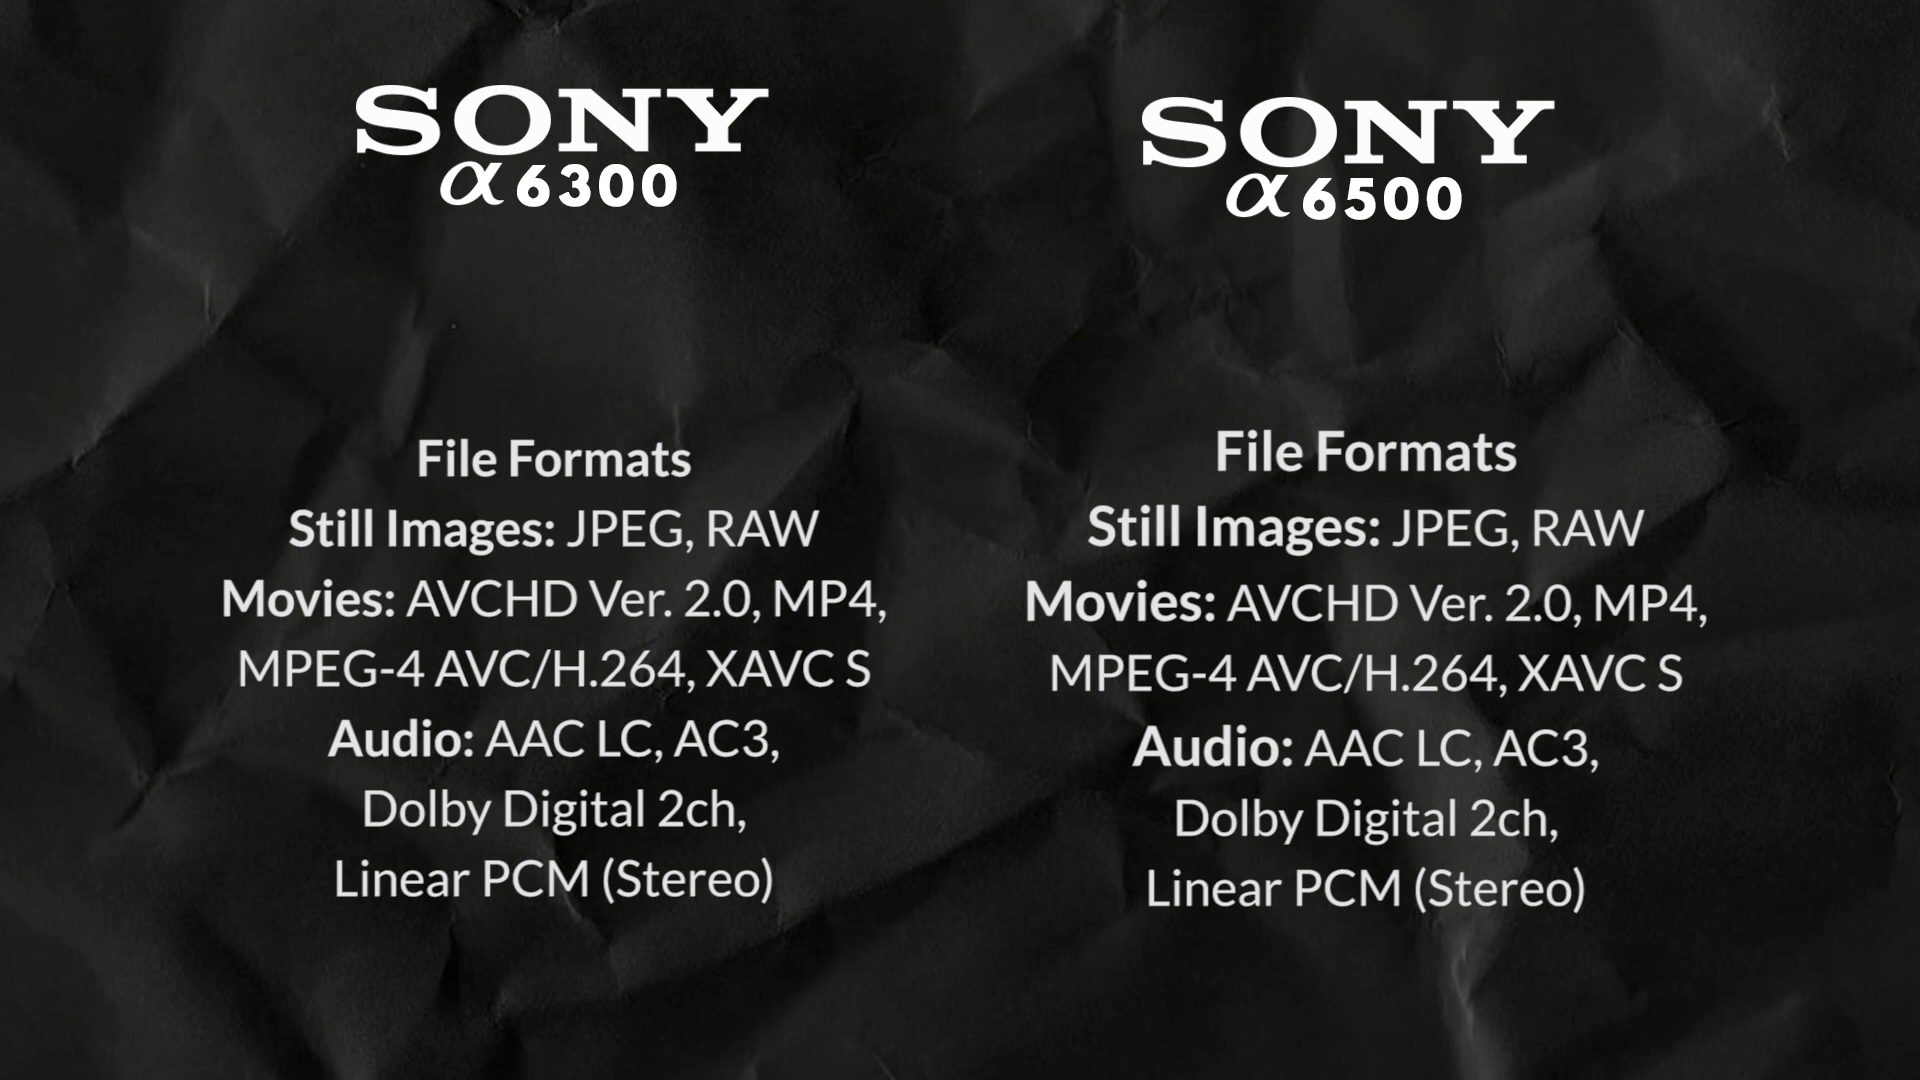 SONY
α6300
File Formats
Still Images: JPEG, RAW
Movies: AVCHD Ver. 2.0, MP4,
MPEG-4 AVC/H.264, XAVC S
Audio: AAC LC, AC3,
Dolby Digital 2ch,
Linear PCM (Stereo)
SONY
α6500
File Formats
Still Images: JPEG, RAW
Movies: AVCHD Ver. 2.0, MP4,
MPEG-4 AVC/H.264, XAVC S
Audio: AAC LC, AC3,
Dolby Digital 2ch,
Linear PCM (Stereo)